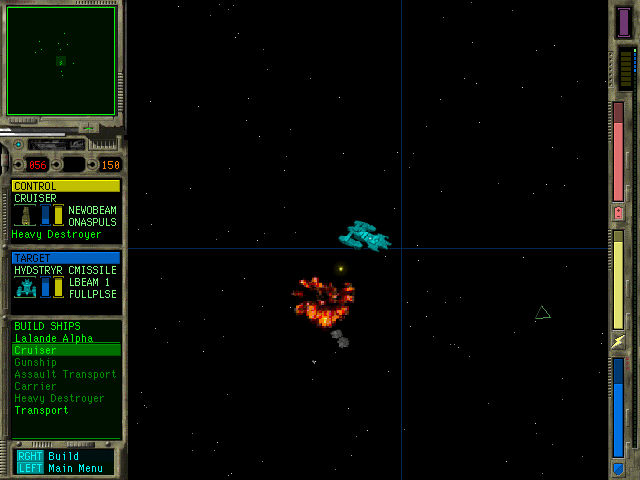 056 150
CONTROL
CRUISER
NEWOBEAM
ONASPULS
Heavy Destroyer
TARGET
HYDSTRYR CMISSILE
LBEAM 1
FULLPLSE
BUILD SHIPS
Lalande Alpha
Cruiser
Gunship
Assault Transport
Carrier
Heavy Destroyer
Transport
RGHT Build
LEFT Main Menu